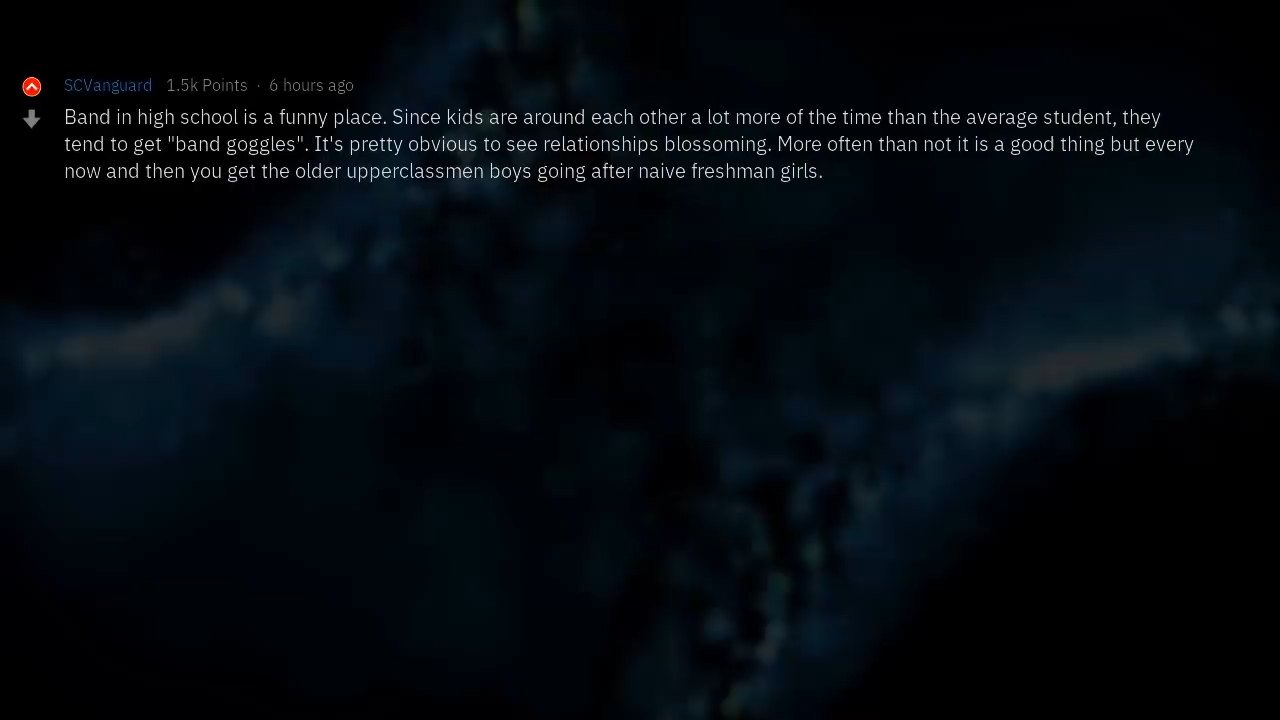 SCVanguard 1.5k Points · 6 hours ago
Band in high school is a funny place. Since kids are around each other a lot more of the time than the average student, they
tend to get "band goggles". It's pretty obvious to see relationships blossoming. More often than not it is a good thing but every
now and then you get the older upperclassmen boys going after naive freshman girls.